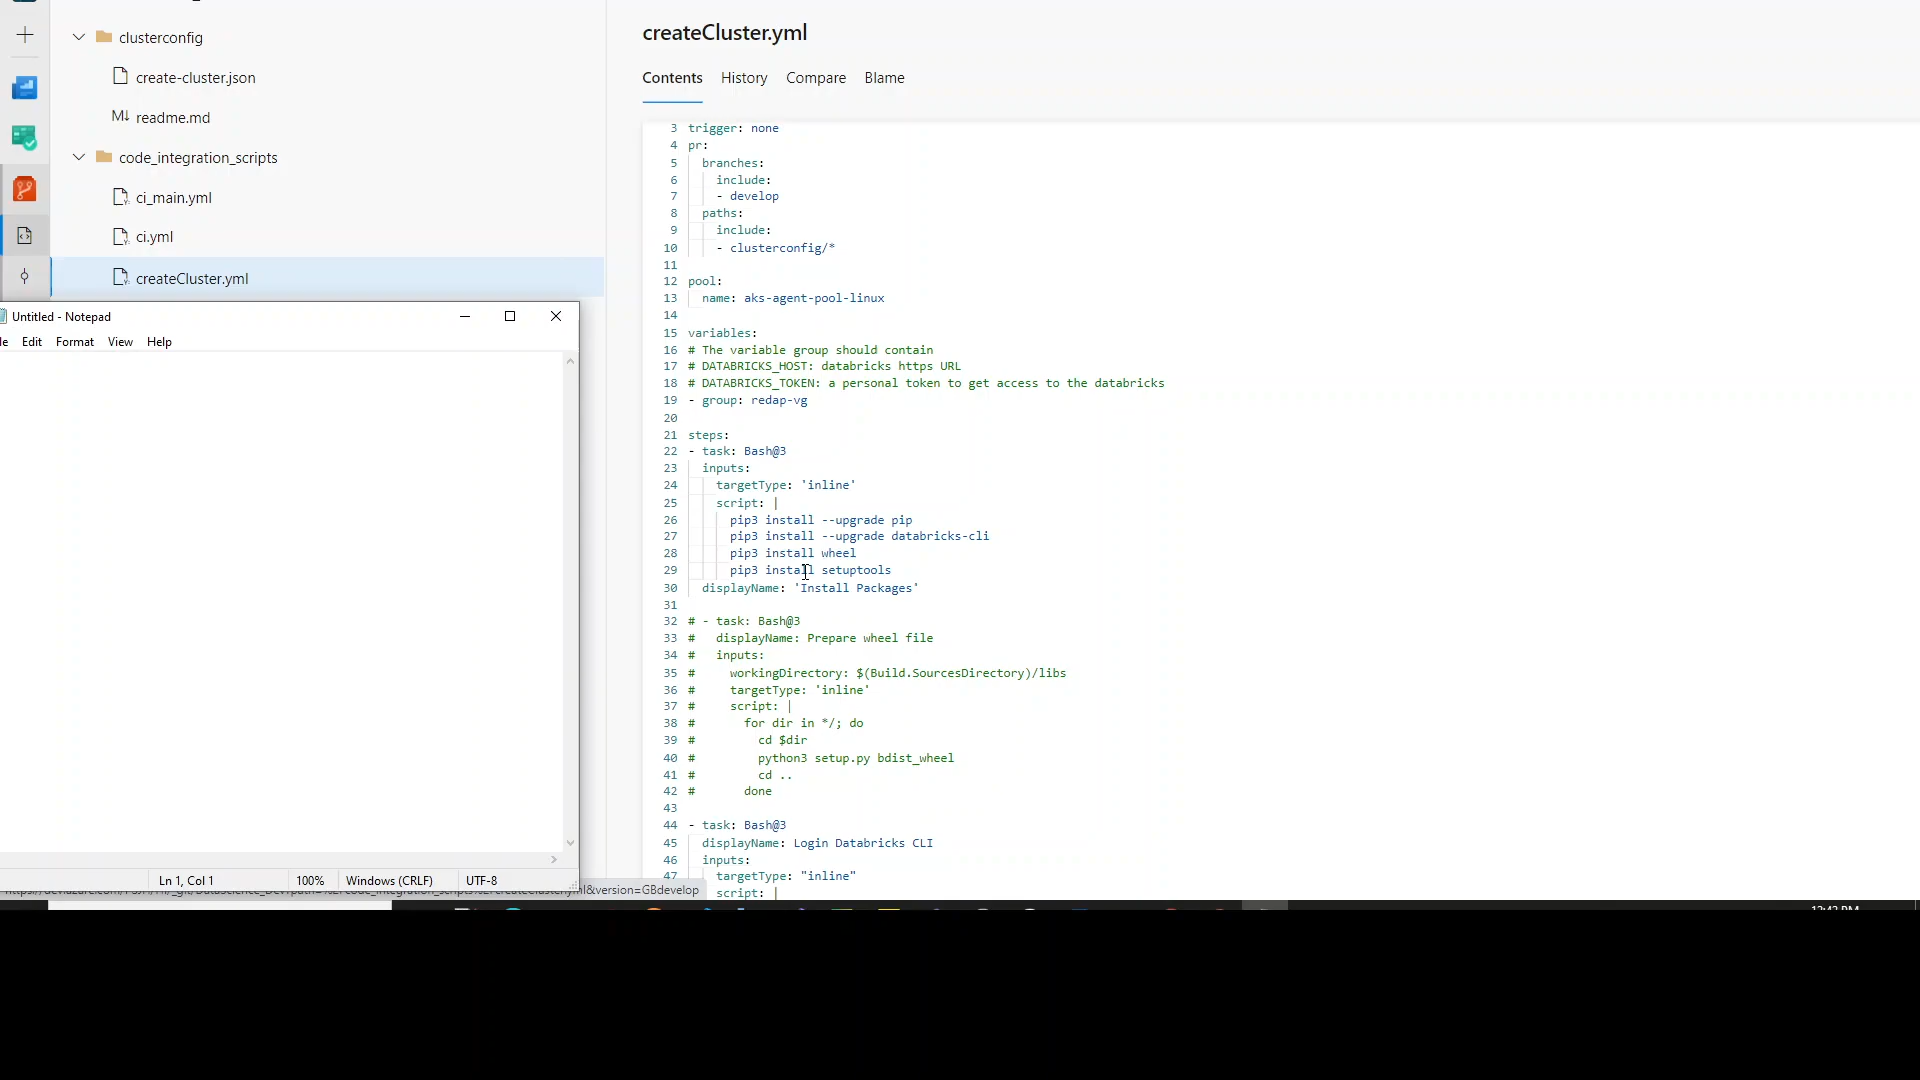 clusterconfig
create-cluster.json
M↓ readme.md
code_integration_scripts
ci_main.yml
ci.yml
createCluster.yml
Untitled - Notepad
Edit Format View Help
Ln 1, Col 1 100% Windows (CRLF) UTF-8
&version=GBdevelop
createCluster.yml
Contents History Compare Blame
3 trigger: none
4 pr:
5 branches:
6 include:
7 - develop
8 paths:
9 include:
10 - clusterconfig/*
11
12 pool:
13 name: aks-agent-pool-linux
14
15 variables:
16 # The variable group should contain
17 # DATABRICKS_HOST: databricks https URL
18 # DATABRICKS_TOKEN: a personal token to get access to the databricks
19 - group: redap-vg
20
21 steps:
22 - task: Bash@3
23 inputs:
24 targetType: 'inline'
25 script: |
26 pip3 install --upgrade pip
27 pip3 install --upgrade databricks-cli
28 pip3 install wheel
29 pip3 install setuptools
30 displayName: 'Install Packages'
31
32 # - task: Bash@3
33 # displayName: Prepare wheel file
34 # inputs:
35 # workingDirectory: $(Build.SourcesDirectory)/libs
36 # targetType: 'inline'
37 # script: |
38 # for dir in */; do
39 # cd $dir
40 # python3 setup.py bdist_wheel
41 # cd ..
42 # done
43
44 - task: Bash@3
45 displayName: Login Databricks CLI
46 inputs:
47 targetType: "inline"
script: |